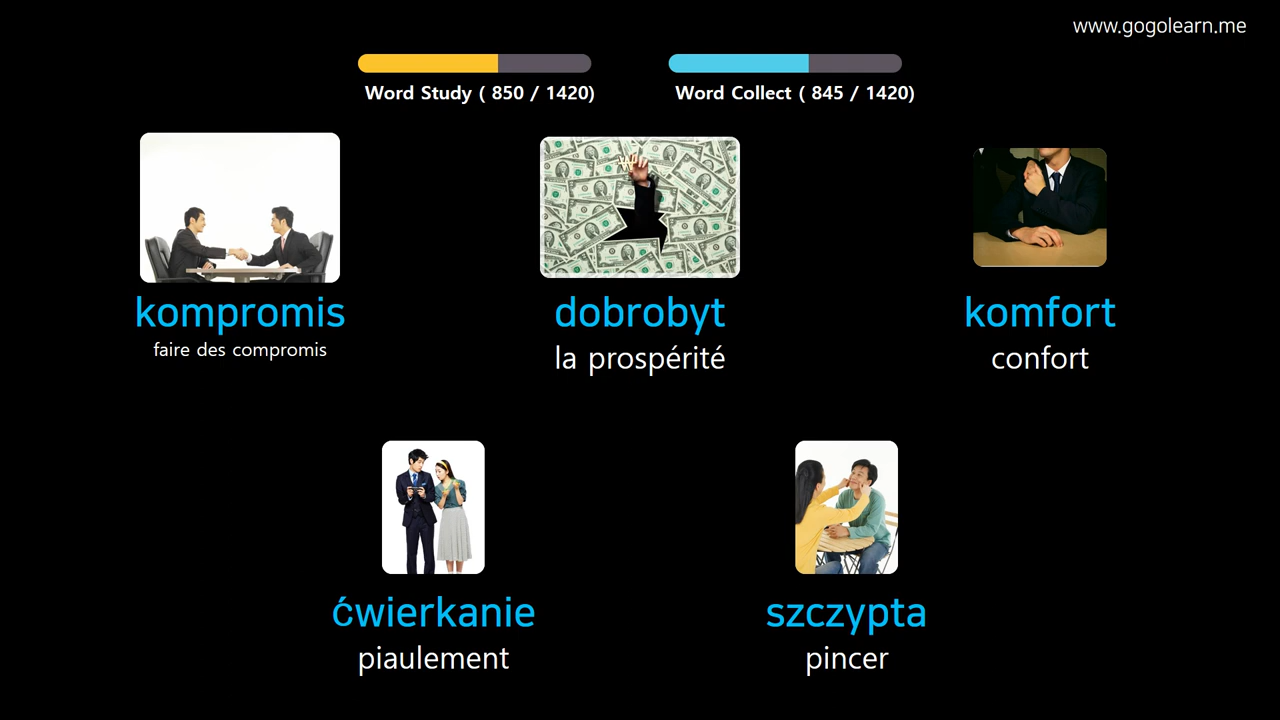 www.gogolearn.me
Word Study ( 850 / 1420)
Word Collect ( 845 / 1420)
kompromis
faire des compromis
dobrobyt
la prospérité
komfort
confort
ćwierkanie
piaulement
szczypta
pincer